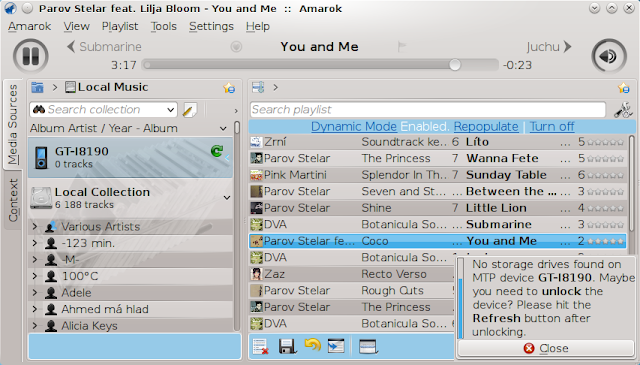 Parov Stelar feat. Lilja Bloom - You and Me :: Amarok
Amarok View Playlist Tools Settings Help
Submarine You and Me Juchu
3:17 -0:23
Media Sources
Context
Local Music
Search collection
Album Artist / Year - Album
GT-I8190
0 tracks
Local Collection
6 188 tracks
Various Artists
-123 min.
-M-
100°C
Adele
Ahmed má hlad
Alicia Keys
Search playlist
Dynamic Mode Enabled. Repopulate | Turn off
Zrní Soundtrack ke... 6 Líto ... 5
Parov Stelar The Princess ... 7 Wanna Fete ... 5
Pink Martini Splendor In Th... 7 Sunday Table ... 6
Parov Stelar Seven and St... ... Between the ... ... 3
Parov Stelar Shine 7 Little Lion ... 4
DVA Botanicula So... ... Submarine ... 3
Parov Stelar fe... Coco ... You and Me ... 2
DVA Botanicula So...
Zaz Recto Verso
Parov Stelar Rough Cuts
Parov Stelar The Princess
DVA Botanicula So...
No storage drives found on
MTP device GT-I8190. Maybe
you need to unlock the
device? Please hit the
Refresh button after
unlocking.
Close